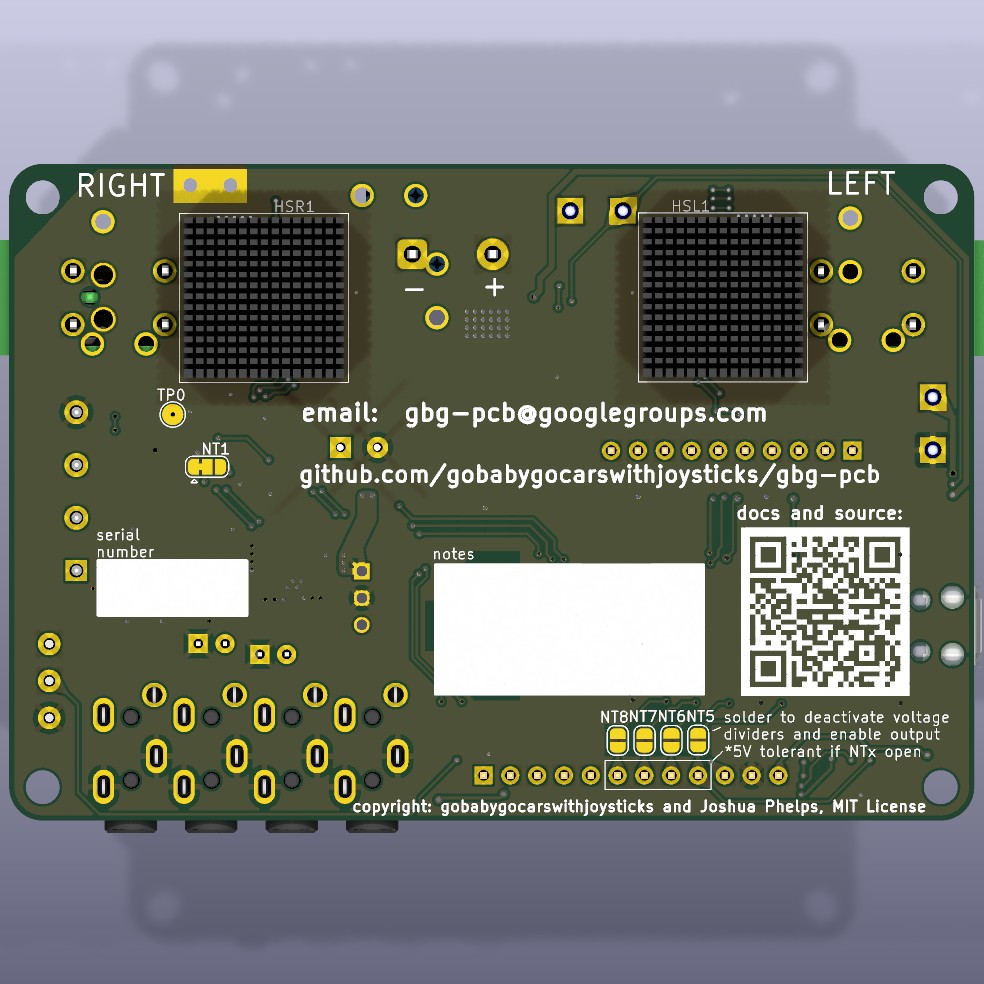 RIGHT
LEFT
HSR1
HSL1
− +
TP0
email: gbg-pcb@googlegroups.com
NT1
github.com/gobabygocarswithjoysticks/gbg-pcb
docs and source:
serial
number
notes
NT8NT7NT6NT5 solder to deactivate voltage
dividers and enable output
*5V tolerant if NTx open
copyright: gobabygocarswithjoysticks and Joshua Phelps, MIT License